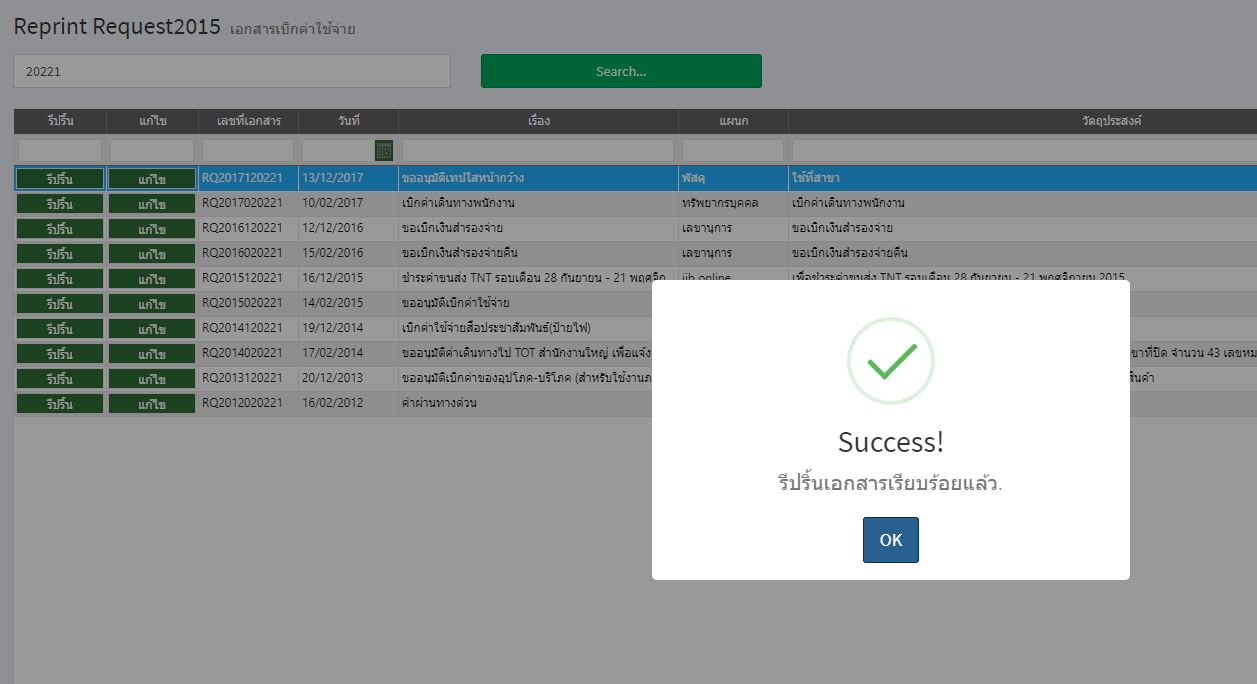 Reprint Request2015 เอกสารเบิกค่าใช้จ่าย
20221 Search...
รีปริ้น แก้ไข เลขที่เอกสาร วันที่ เรื่อง แผนก วัตถุประสงค์
รีปริ้น แก้ไข RQ2017120221 13/12/2017 ขออนุมัติเทปใสหน้ากว้าง พัสดุ ใช้ที่สาขา
รีปริ้น แก้ไข RQ2017020221 10/02/2017 เบิกค่าเดินทางพนักงาน ทรัพยากรบุคคล เบิกค่าเดินทางพนักงาน
รีปริ้น แก้ไข RQ2016120221 12/12/2016 ขอเบิกเงินสำรองจ่าย เลขานุการ ขอเบิกเงินสำรองจ่าย
รีปริ้น แก้ไข RQ2016020221 15/02/2016 ขอเบิกเงินสำรองจ่ายคืน เลขานุการ ขอเบิกเงินสำรองจ่ายคืน
รีปริ้น แก้ไข RQ2015120221 16/12/2015 ชำระค่าขนส่ง TNT รอบเดือน 28 กันยายน - 21 พฤศจิก jib online เพื่อชำระค่าขนส่ง TNT รอบเดือน 28 กันยายน - 21 พฤศจิกายน 2015
รีปริ้น แก้ไข RQ2015020221 14/02/2015 ขออนุมัติเบิกค่าใช้จ่าย
รีปริ้น แก้ไข RQ2014120221 19/12/2014 เบิกค่าใช้จ่ายสื่อประชาสัมพันธ์(ป้ายไฟ)
รีปริ้น แก้ไข RQ2014020221 17/02/2014 ขออนุมัติค่าเดินทางไป TOT สำนักงานใหญ่ เพื่อแจ้ง ขาที่ปิด จำนวน 43 เลขหม
รีปริ้น แก้ไข RQ2013120221 20/12/2013 ขออนุมัติเบิกค่าของอุปโภค-บริโภค (สำหรับใช้งานภ สินค้า
รีปริ้น แก้ไข RQ2012020221 16/02/2012 ค่าผ่านทางด่วน
Success!
รีปริ้นเอกสารเรียบร้อยแล้ว.
OK